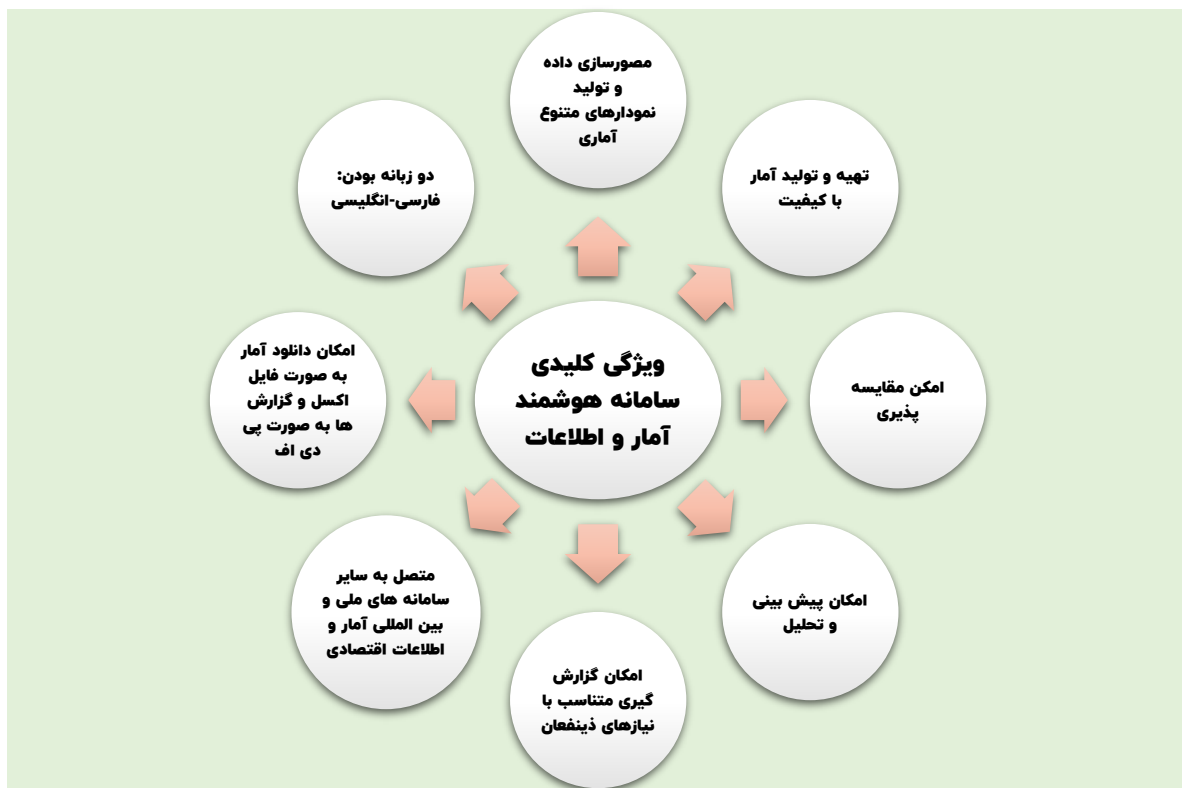 مصورسازی داده
و تولید
نمودارهای متنوع
آماری
تهیه و تولید آمار
با کیفیت
امکن مقایسه
پذیری
امکان پیش بینی
و تحلیل
امکان گزارش
گیری متناسب با
نیازهای ذینفعان
متصل به سایر
سامانه های ملی و
بین المللی آمار و
اطلاعات اقتصادی
امکان دانلود آمار
به صورت فایل
اکسل و گزارش
ها به صورت پی
دی اف
دو زبانه بودن:
فارسی-انگلیسی
ویژگی کلیدی
سامانه هوشمند
آمار و اطلاعات